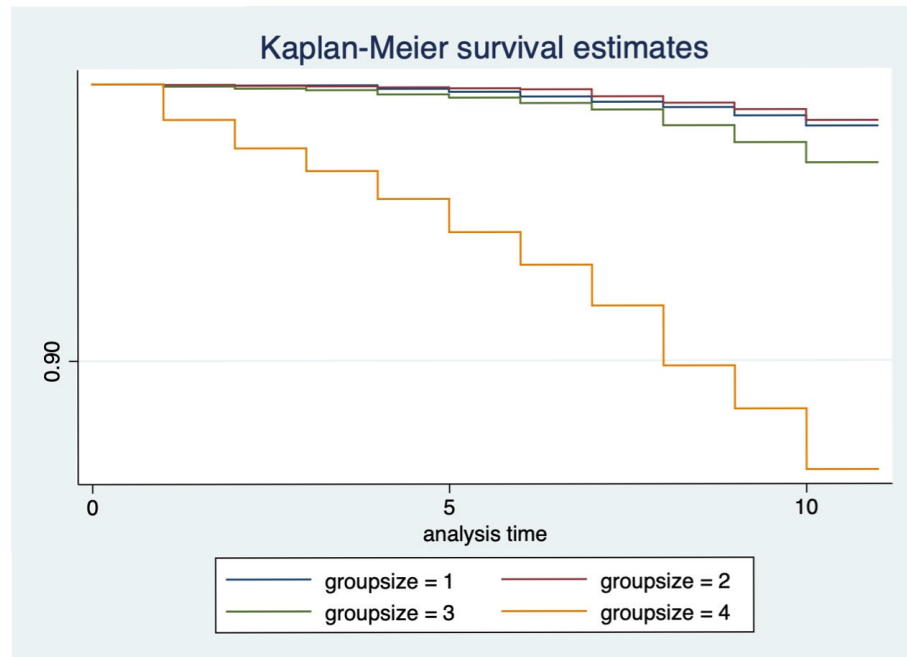 Kaplan-Meier survival estimates
0.90
0 5 10
analysis time
groupsize = 1 groupsize = 2
groupsize = 3 groupsize = 4